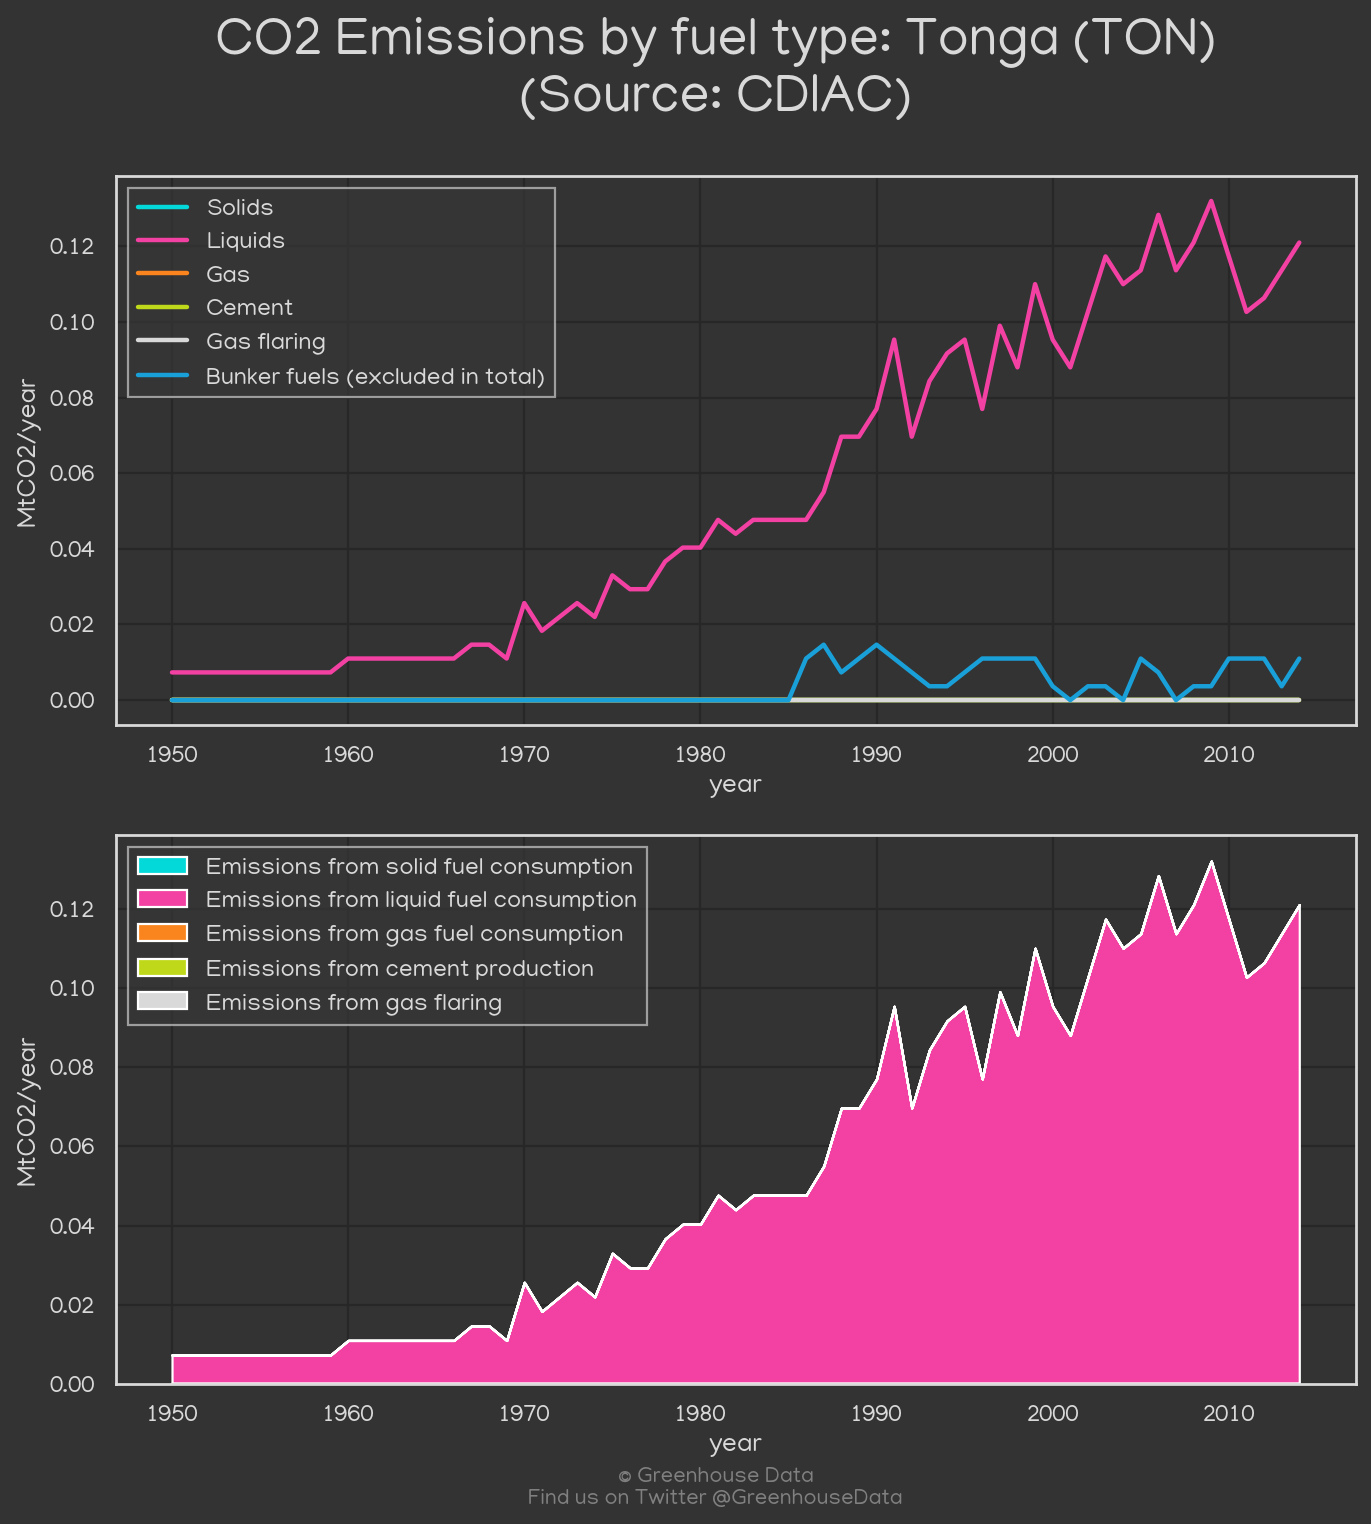 CO2 Emissions by fuel type: Tonga (TON)
(Source: CDIAC)
Solids
Liquids
Gas
Cement
Gas flaring
Bunker fuels (excluded in total)
MtCO2/year
0.12
0.10
0.08
0.06
0.04
0.02
0.00
1950 1960 1970 1980 1990 2000 2010
year
Emissions from solid fuel consumption
Emissions from liquid fuel consumption
Emissions from gas fuel consumption
Emissions from cement production
Emissions from gas flaring
MtCO2/year
0.12
0.10
0.08
0.06
0.04
0.02
0.00
1950 1960 1970 1980 1990 2000 2010
year
© Greenhouse Data
Find us on Twitter @GreenhouseData